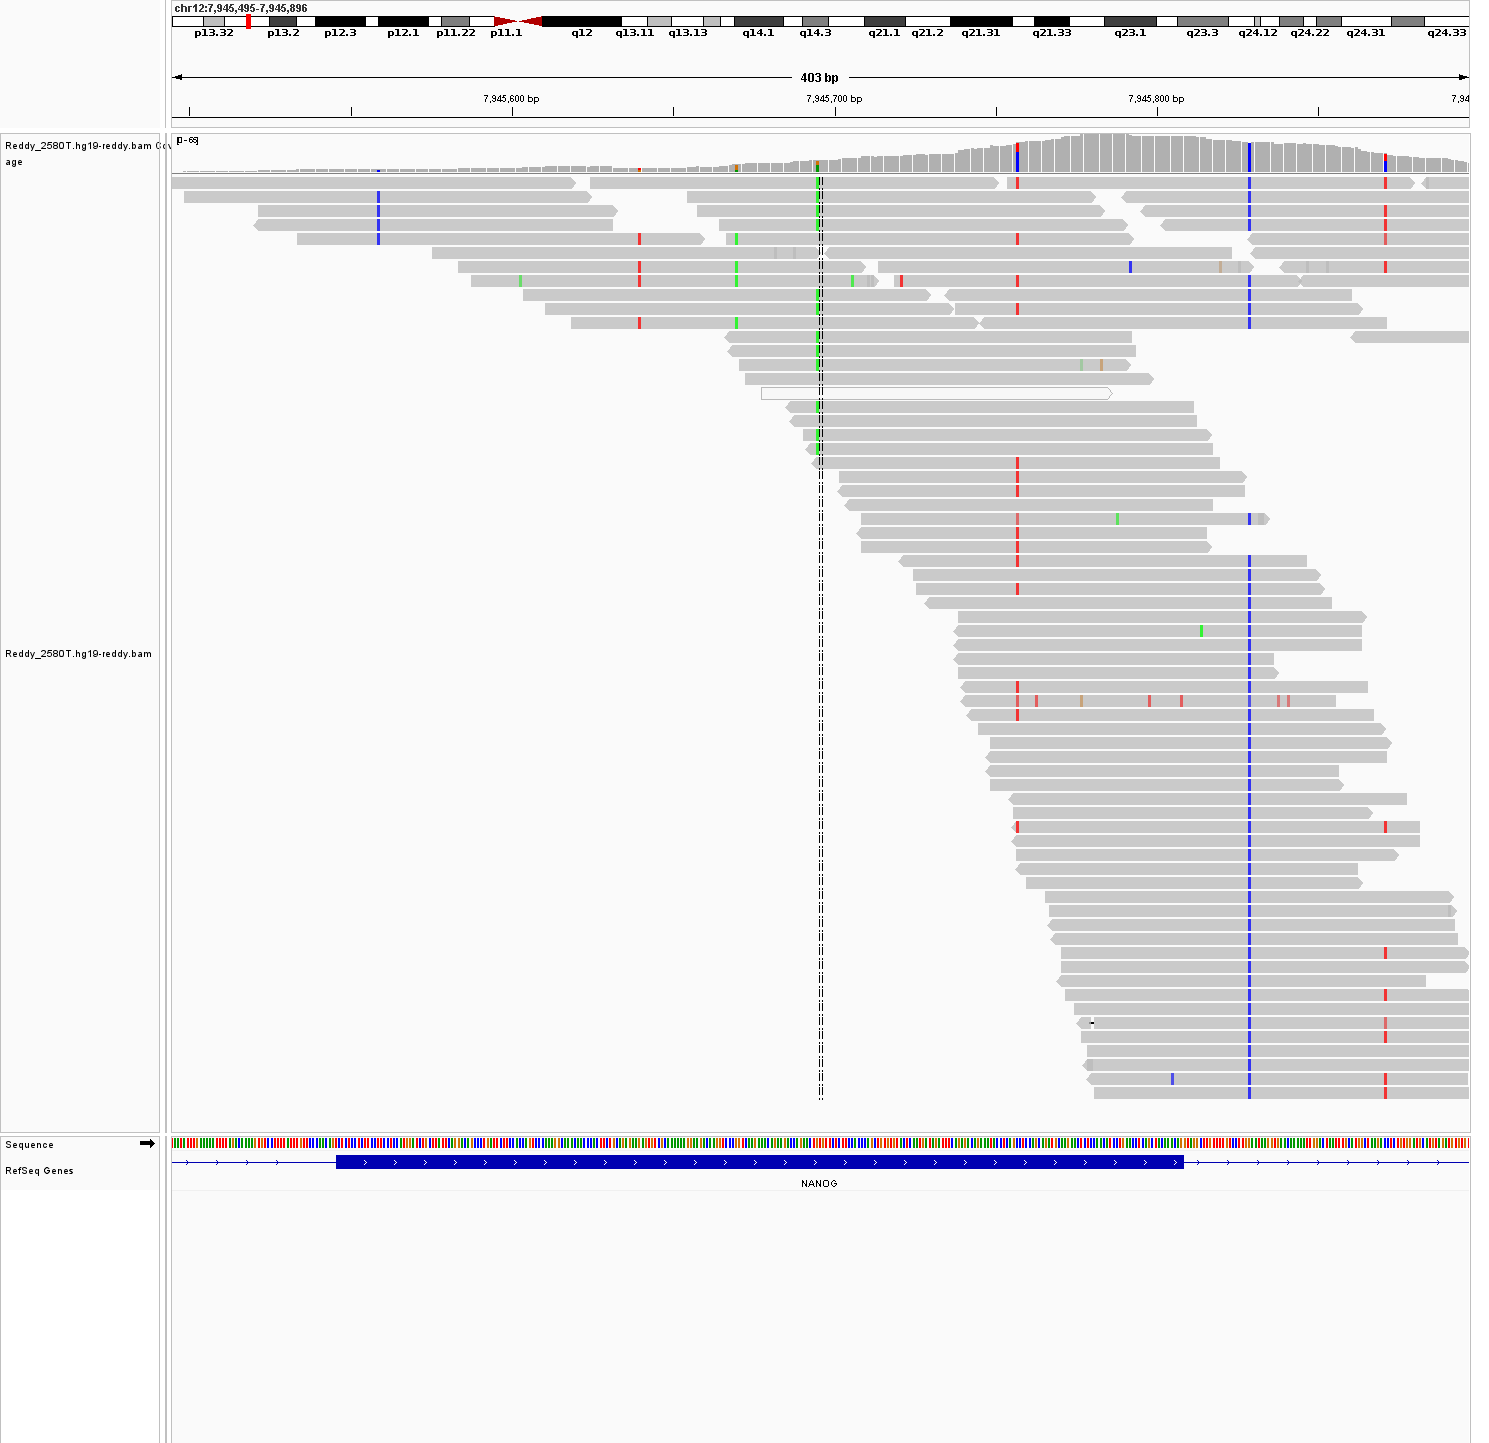 chr12:7,945,495-7,945,896
p13.32 p13.2 p12.3 p12.1 p11.22 p11.1 q12 q13.11 q13.13 q14.1 q14.3 q21.1 q21.2 q21.31 q21.33 q23.1 q23.3 q24.12 q24.22 q24.31 q24.33
403 bp
7,945,600 bp 7,945,700 bp 7,945,800 bp 7,94
Reddy_2580T.hg19-reddy.bam Cov
age
[0-69]
Reddy_2580T.hg19-reddy.bam
Sequence
RefSeq Genes
NANOG